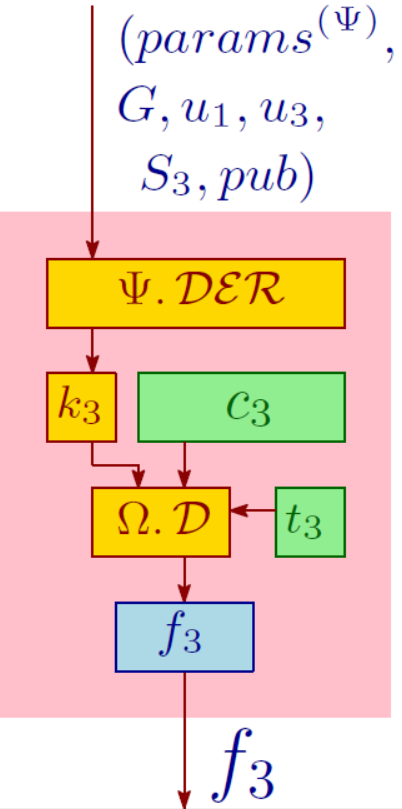 (params^(Ψ),
G, u₁, u₃,
S₃, pub)
Ψ. 𝒟ℰℛ
k₃
c₃
Ω. 𝒟
t₃
f₃
f₃